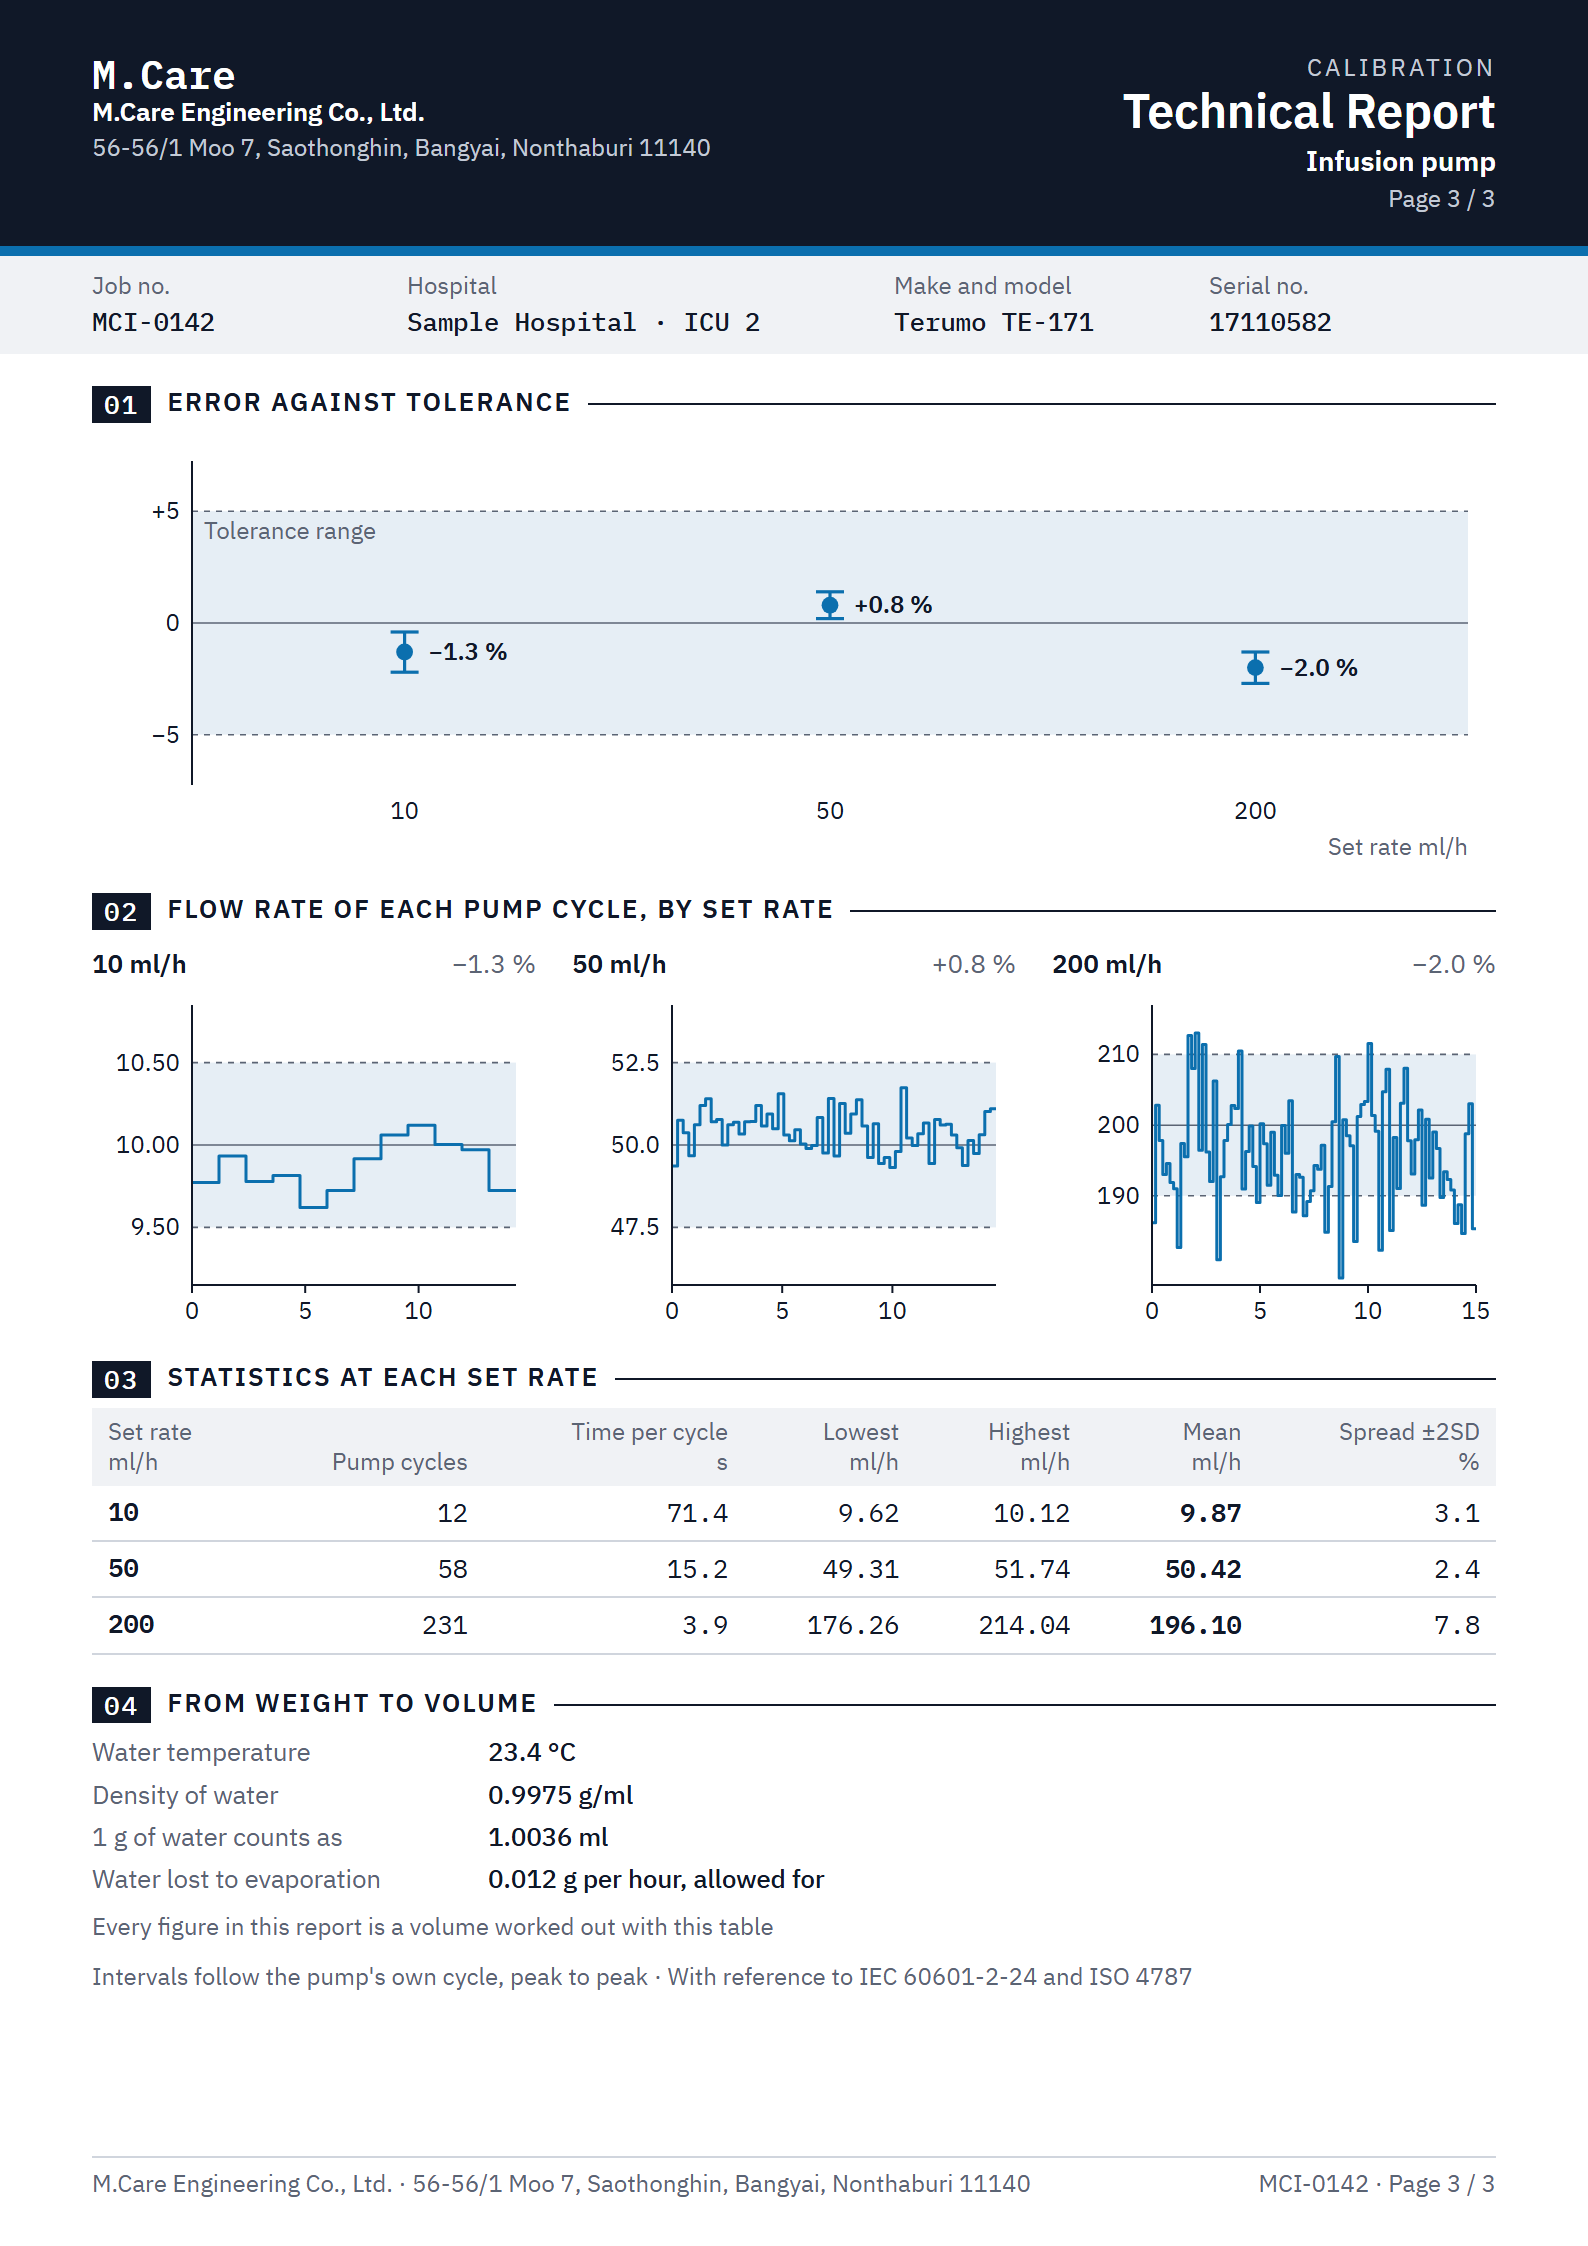 M.Care
M.Care Engineering Co., Ltd.
56-56/1 Moo 7, Saothonghin, Bangyai, Nonthaburi 11140
CALIBRATION
Technical Report
Infusion pump
Page 3 / 3
Job no. Hospital Make and model Serial no.
MCI-0142 Sample Hospital · ICU 2 Terumo TE-171 17110582
01 ERROR AGAINST TOLERANCE
+5
Tolerance range
+0.8 %
0
−1.3 %
−2.0 %
−5
10 50 200
Set rate ml/h
02 FLOW RATE OF EACH PUMP CYCLE, BY SET RATE
10 ml/h −1.3 % 50 ml/h +0.8 % 200 ml/h −2.0 %
10.50 52.5 210
10.00 50.0 200
9.50 47.5 190
0 5 10 0 5 10 0 5 10 15
03 STATISTICS AT EACH SET RATE
Set rate Time per cycle Lowest Highest Mean Spread ±2SD
ml/h Pump cycles s ml/h ml/h ml/h %
10 12 71.4 9.62 10.12 9.87 3.1
50 58 15.2 49.31 51.74 50.42 2.4
200 231 3.9 176.26 214.04 196.10 7.8
04 FROM WEIGHT TO VOLUME
Water temperature 23.4 °C
Density of water 0.9975 g/ml
1 g of water counts as 1.0036 ml
Water lost to evaporation 0.012 g per hour, allowed for
Every figure in this report is a volume worked out with this table
Intervals follow the pump's own cycle, peak to peak · With reference to IEC 60601-2-24 and ISO 4787
M.Care Engineering Co., Ltd. · 56-56/1 Moo 7, Saothonghin, Bangyai, Nonthaburi 11140 MCI-0142 · Page 3 / 3